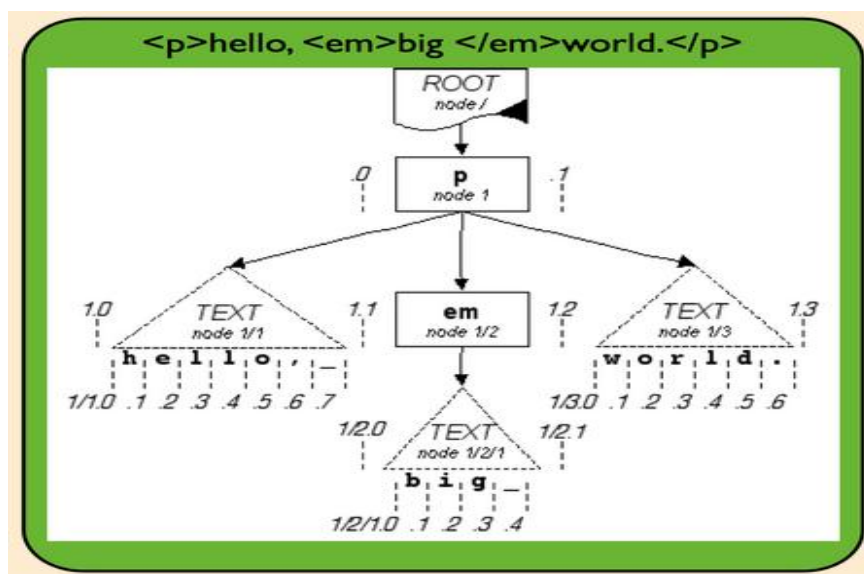 <p>hello, <em>big </em>world.</p>
ROOT
node /
.0 p .1
node 1
1.0 TEXT 1.1 em 1.2 TEXT 1.3
node 1/1 node 1/2 node 1/3
h e l l o , _ w o r l d .
1/1.0 .1 .2 .3 .4 .5 .6 .7 1/3.0 .1 .2 .3 .4 .5 .6
1/2.0 TEXT 1/2.1
node 1/2/1
b i g _
1/2/1.0 .1 .2 .3 .4